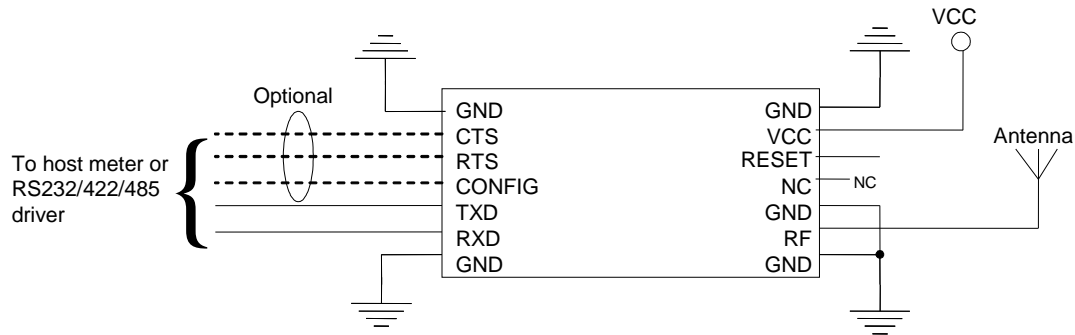 VCC
Optional
Antenna
To host meter or
RS232/422/485
driver
GND
CTS
RTS
CONFIG
TXD
RXD
GND
GND
VCC
RESET
NC
NC
GND
RF
GND